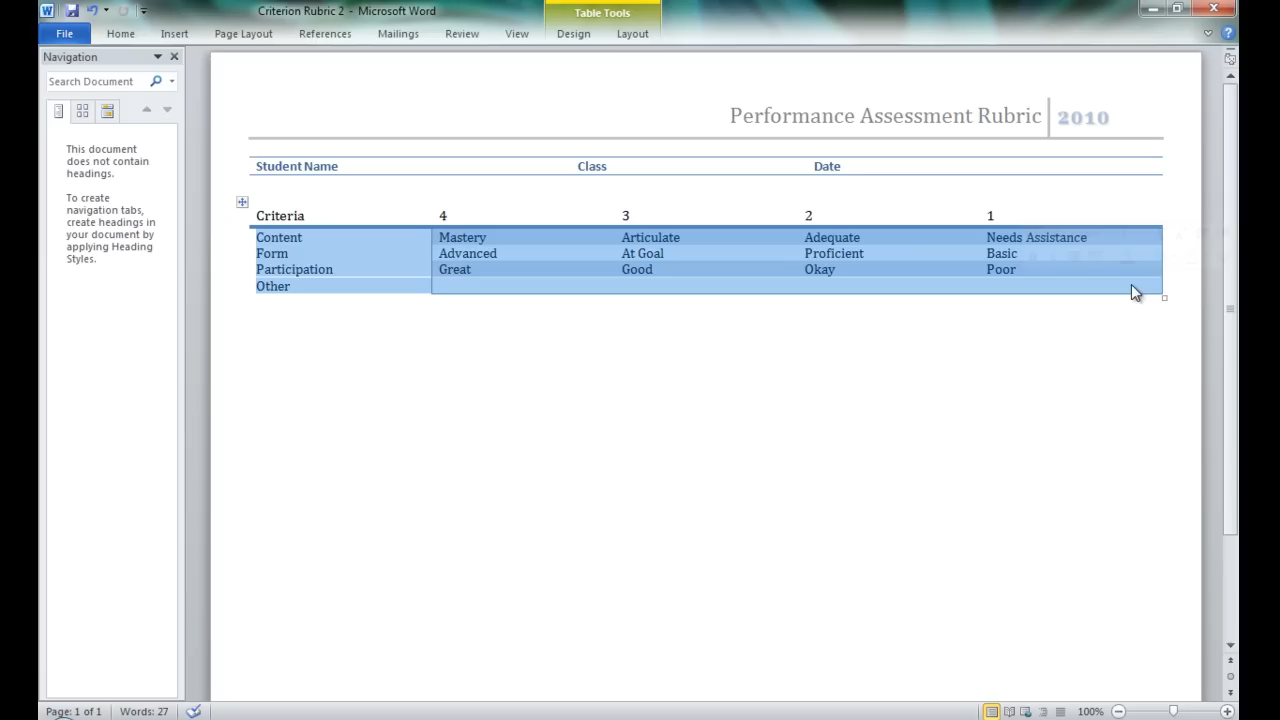 Criterion Rubric 2 - Microsoft Word
Table Tools
File Home Insert Page Layout References Mailings Review View Design Layout
Navigation
Search Document
This document
does not contain
headings.
To create
navigation tabs,
create headings in
your document by
applying Heading
Styles.
Performance Assessment Rubric 2010
Student Name Class Date
Criteria 4 3 2 1
Content Mastery Articulate Adequate Needs Assistance
Form Advanced At Goal Proficient Basic
Participation Great Good Okay Poor
Other
Page: 1 of 1 Words: 27 100%